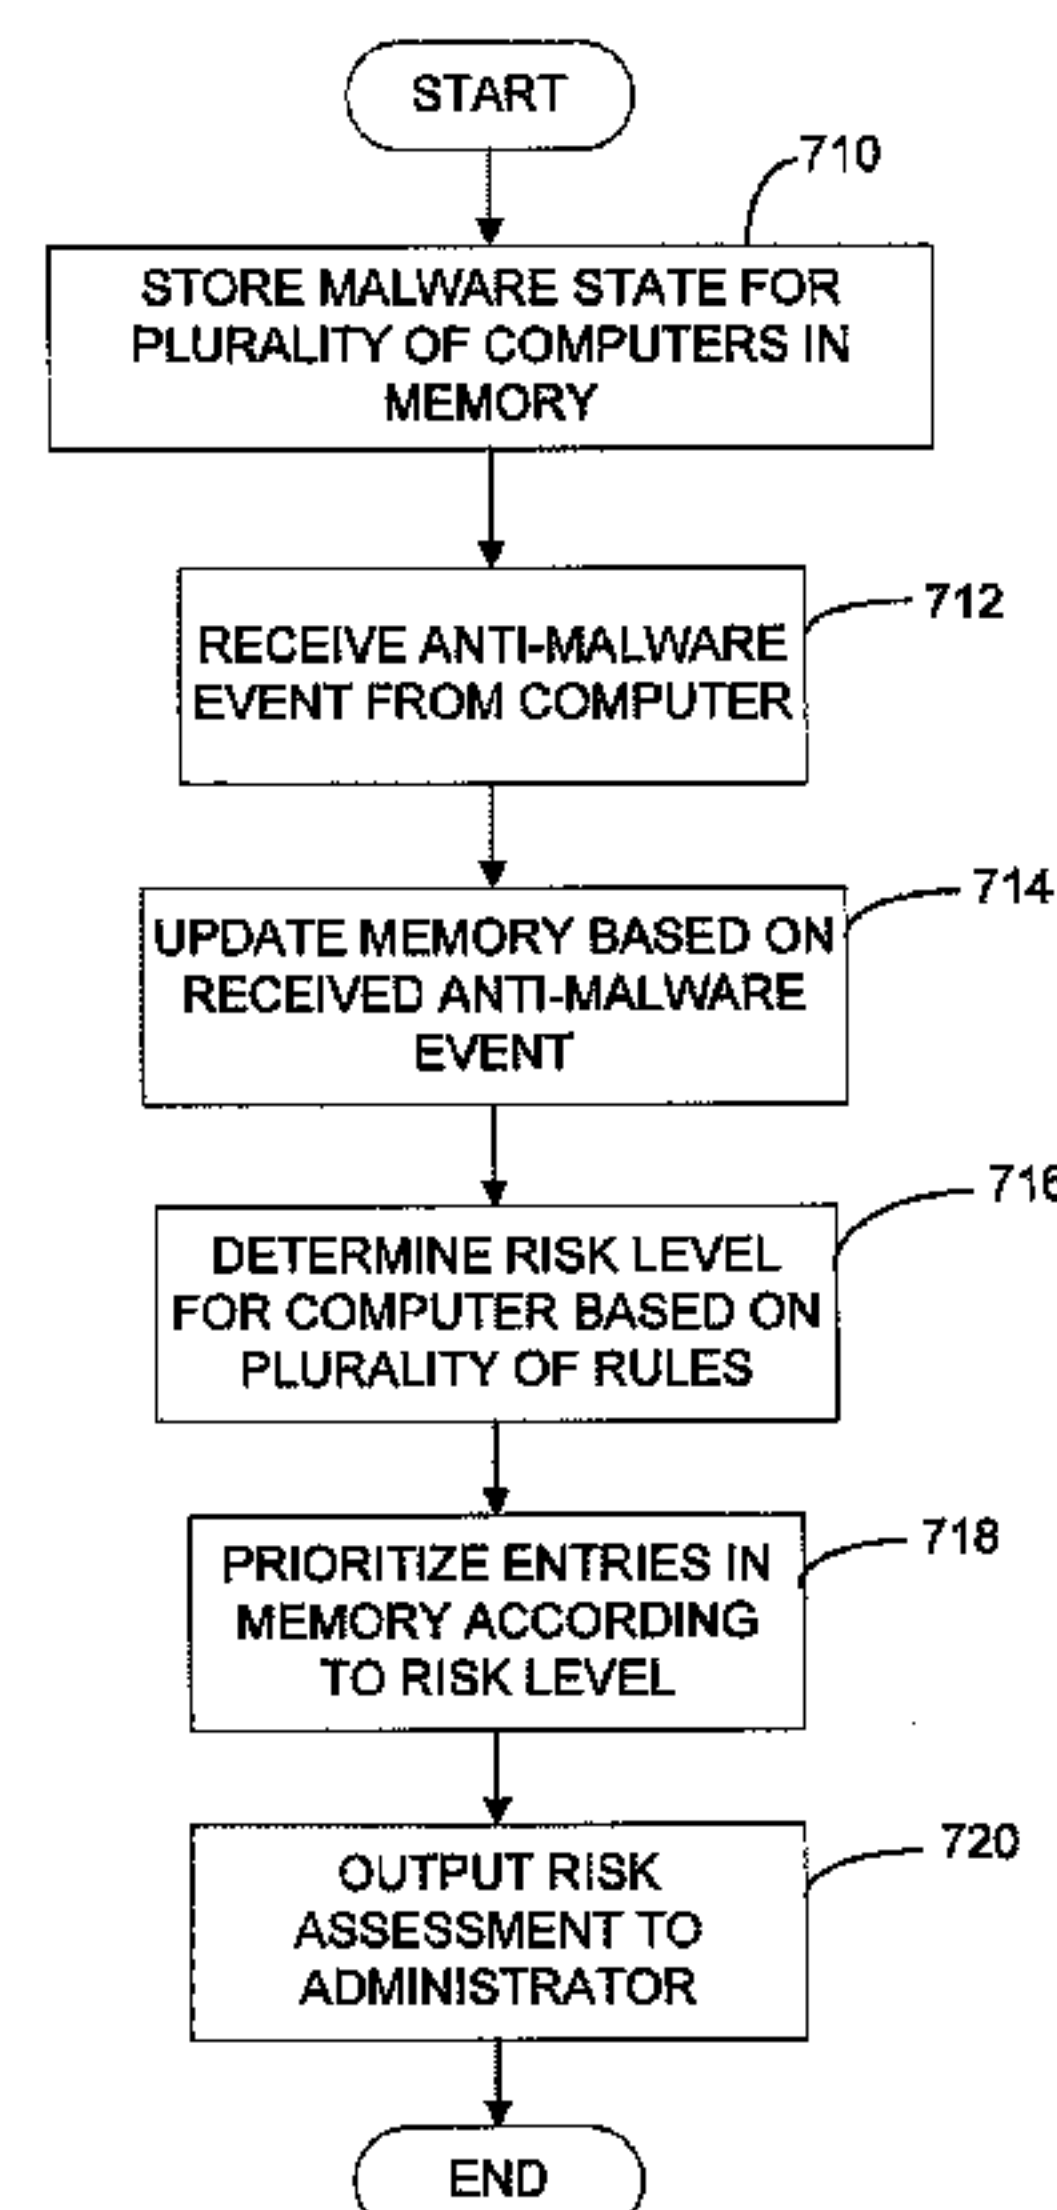 START
710
STORE MALWARE STATE FOR
PLURALITY OF COMPUTERS IN
MEMORY
712
RECEIVE ANTI-MALWARE
EVENT FROM COMPUTER
714
UPDATE MEMORY BASED ON
RECEIVED ANTI-MALWARE
EVENT
716
DETERMINE RISK LEVEL
FOR COMPUTER BASED ON
PLURALITY OF RULES
718
PRIORITIZE ENTRIES IN
MEMORY ACCORDING
TO RISK LEVEL
720
OUTPUT RISK
ASSESSMENT TO
ADMINISTRATOR
END